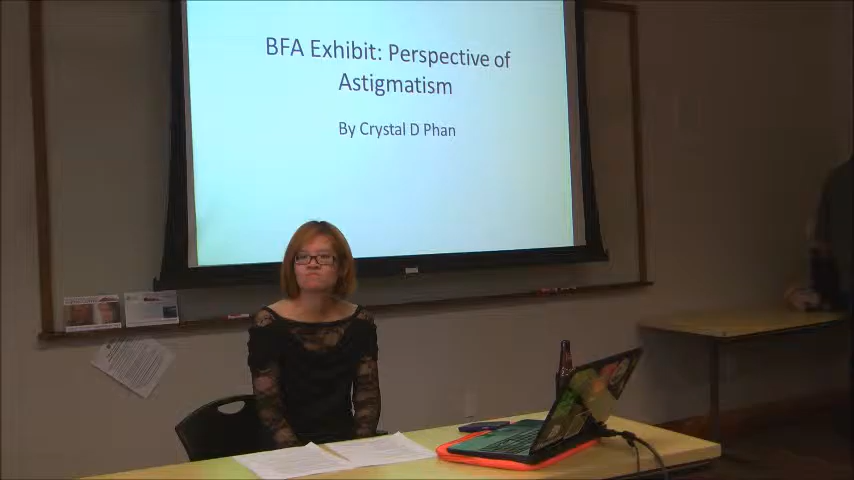 BFA Exhibit: Perspective of
Astigmatism
By Crystal D Phan